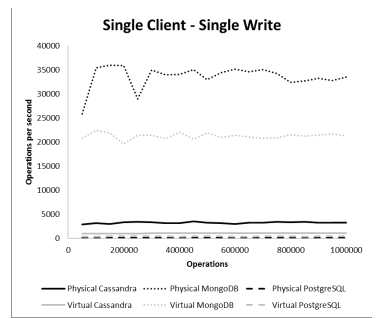 Single Client - Single Write
Operations per second
40000
35000
30000
25000
20000
15000
10000
5000
0
0 200000 400000 600000 800000 1000000
Operations
Physical Cassandra Physical MongoDB Physical PostgreSQL
Virtual Cassandra Virtual MongoDB Virtual PostgreSQL